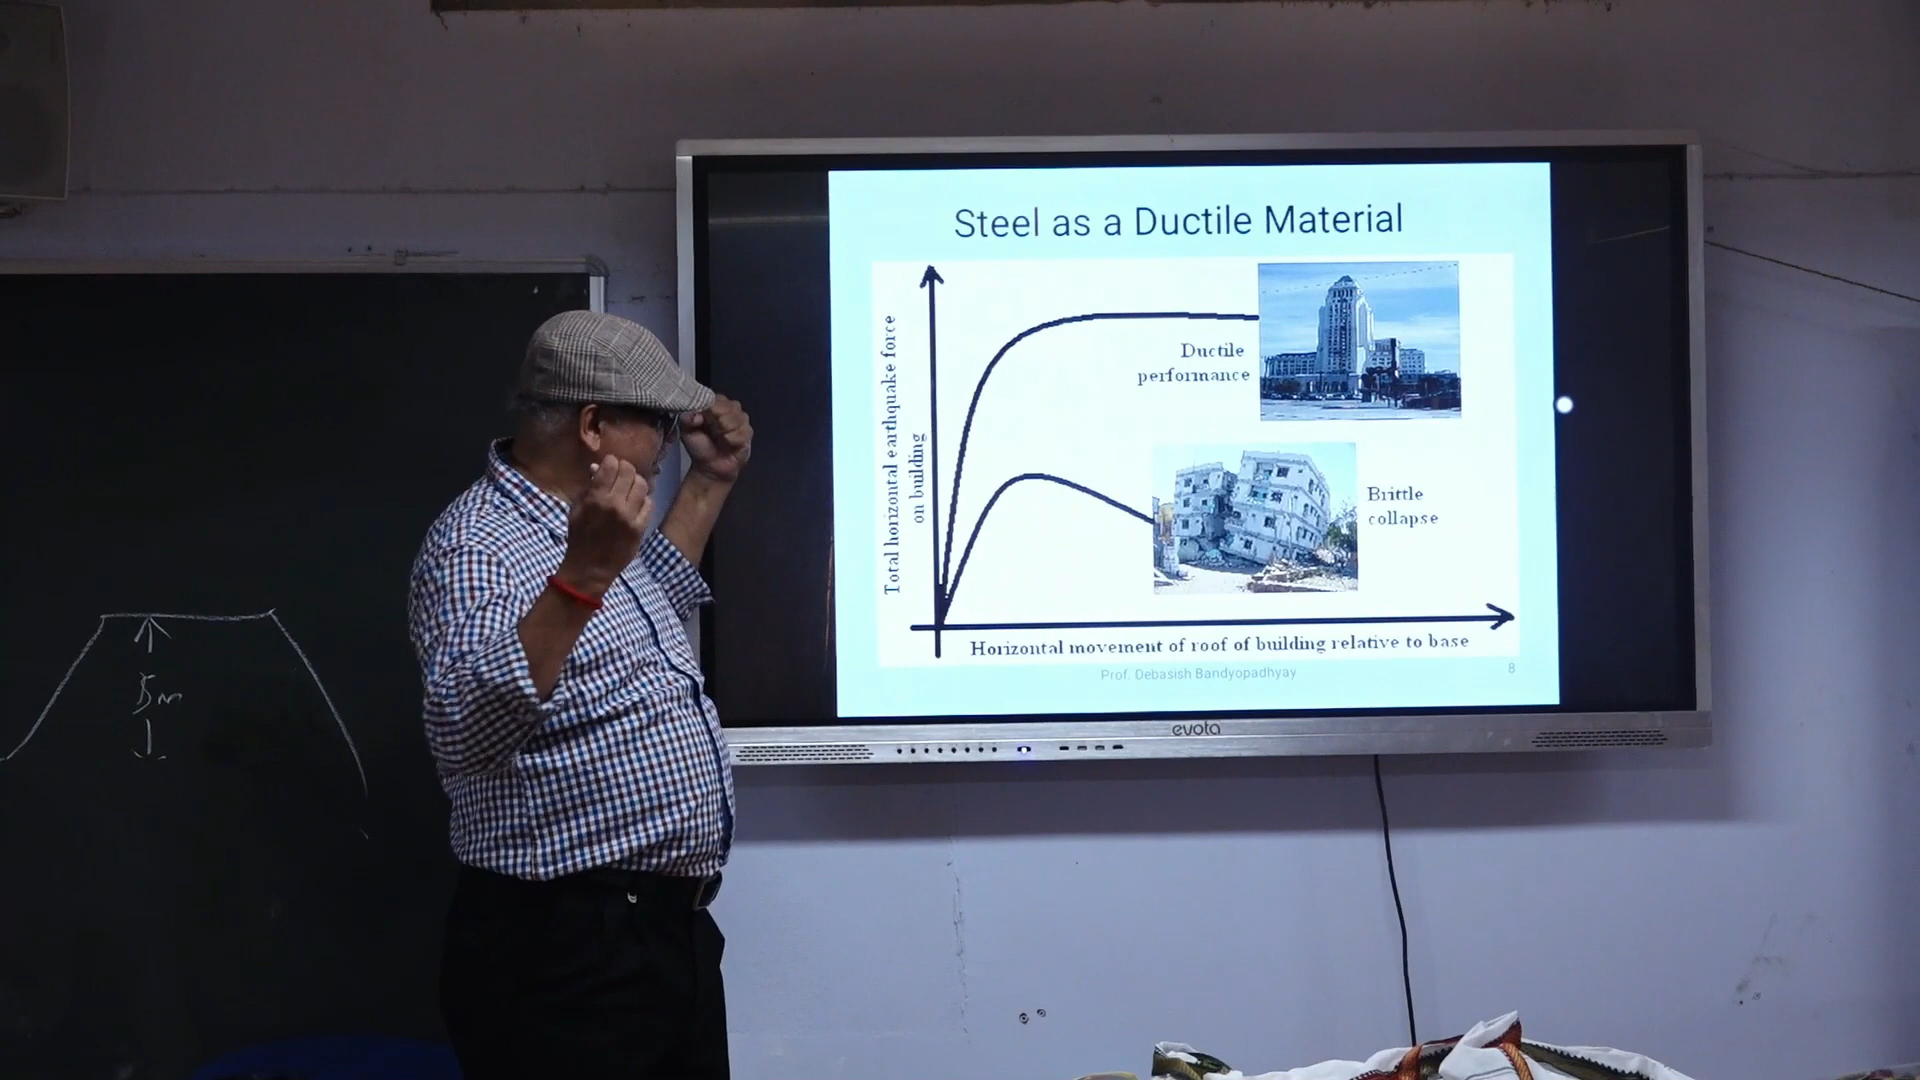 Steel as a Ductile Material
Total horizontal earthquake force
on building
Ductile
performance
Brittle
collapse
Horizontal movement of roof of building relative to base
Prof. Debasish Bandyopadhyay
8
evota
5m